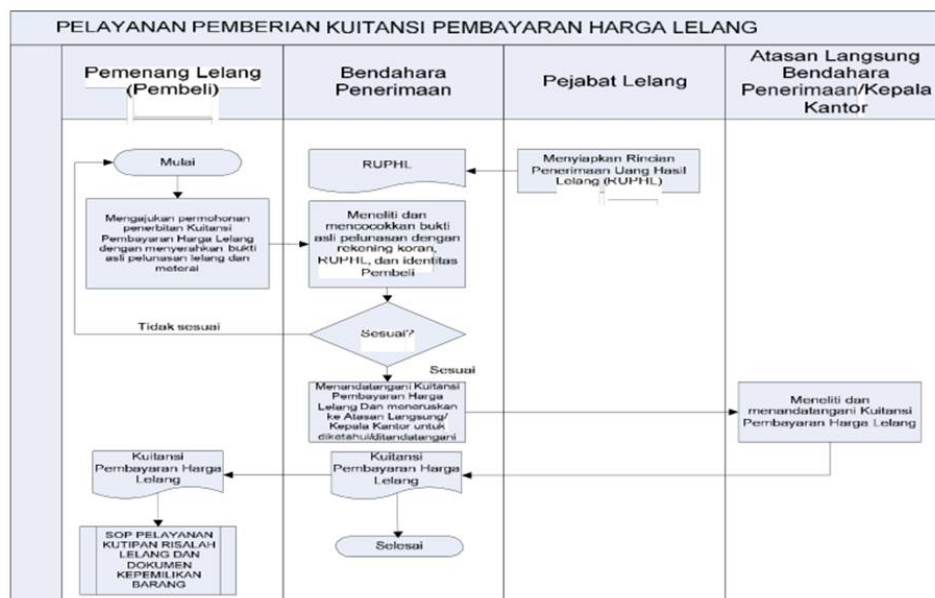 PELAYANAN PEMBERIAN KUITANSI PEMBAYARAN HARGA LELANG
Pemenang Lelang
(Pembeli)
Bendahara
Penerimaan
Pejabat Lelang
Atasan Langsung
Bendahara
Penerimaan/Kepala
Kantor
Mulai
RUPHL
Menyiapkan Rincian
Penerimaan Uang Hasil
Lelang (RUPHL)
Mengajukan permohonan
penerbitan Kuitansi
Pembayaran Harga Lelang
dengan menyerahkan bukti
asli pelunasan lelang dan
meterai
Meneliti dan
mencocokkan bukti
asli pelunasan dengan
rekening koran,
RUPHL, dan identitas
Pembeli
Tidak sesuai
Sesuai?
Sesuai
Menandatangani Kuitansi
Pembayaran Harga
Lelang Dan meneruskan
ke Atasan Langsung/
Kepala Kantor untuk
diketahui/ditandatangani
Meneliti dan
menandatangani Kuitansi
Pembayaran Harga Lelang
Kuitansi
Pembayaran Harga
Lelang
Kuitansi
Pembayaran Harga
Lelang
SOP PELAYANAN
KUTIPAN RISALAH
LELANG DAN
DOKUMEN
KEPEMILIKAN
BARANG
Selesai